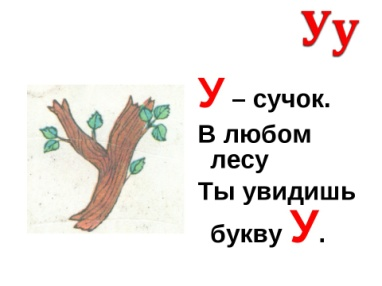 Уу
У – сучок.
В любом
лесу
Ты увидишь
букву У.